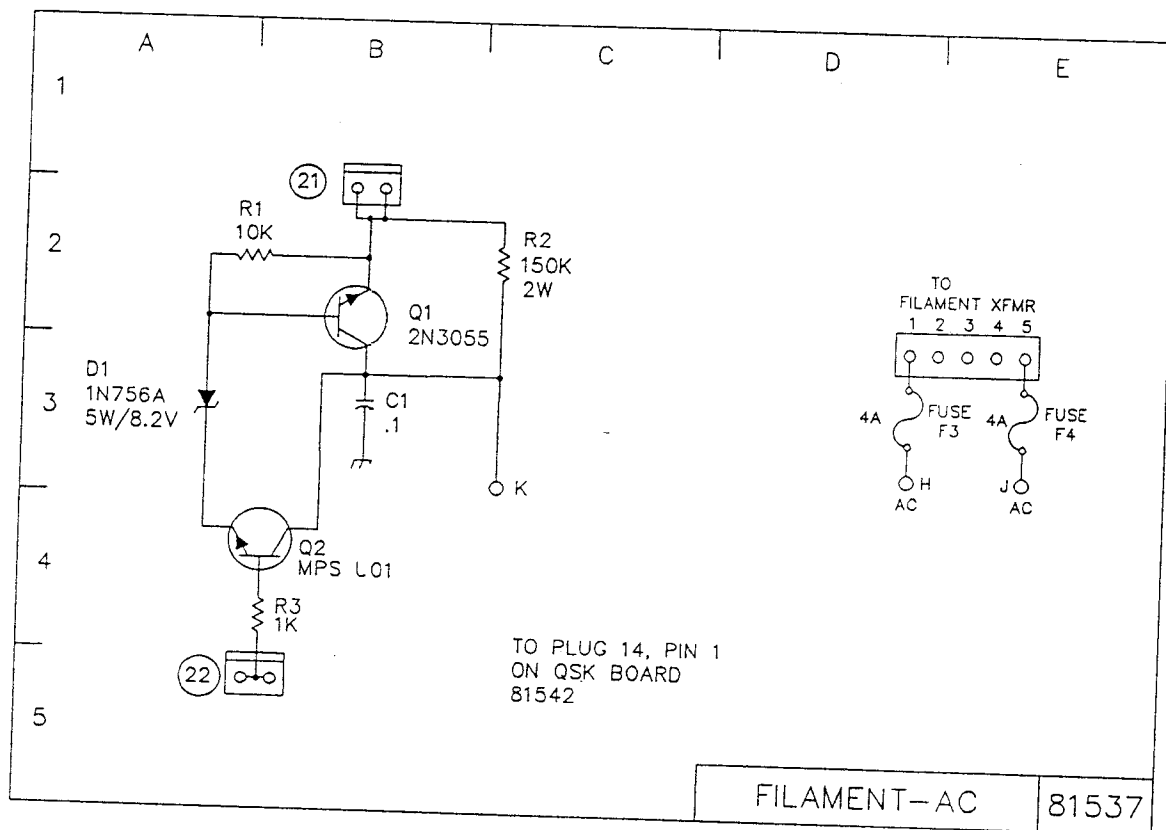 A B C D E
1
2
3
4
5
21
R1
10K
R2
150K
2W
Q1
2N3055
D1
1N756A
5W/8.2V
C1
.1
K
Q2
MPS L01
R3
1K
22
TO PLUG 14, PIN 1
ON QSK BOARD
81542
TO
FILAMENT XFMR
1 2 3 4 5
4A FUSE
F3
4A FUSE
F4
H
AC
J
AC
FILAMENT-AC 81537